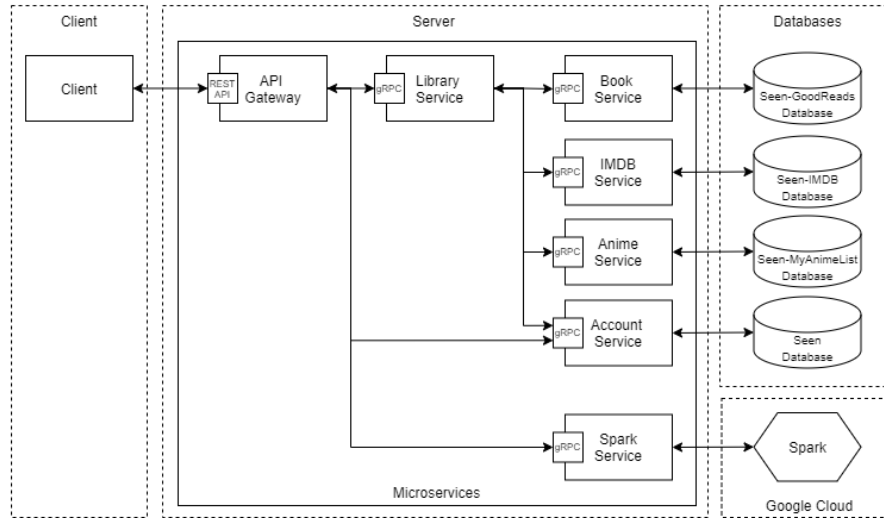 Client
Server
Databases
Client
REST
API
API
Gateway
gRPC
Library
Service
gRPC
Book
Service
Seen-GoodReads
Database
gRPC
IMDB
Service
Seen-IMDB
Database
gRPC
Anime
Service
Seen-MyAnimeList
Database
gRPC
Account
Service
Seen
Database
gRPC
Spark
Service
Spark
Microservices
Google Cloud